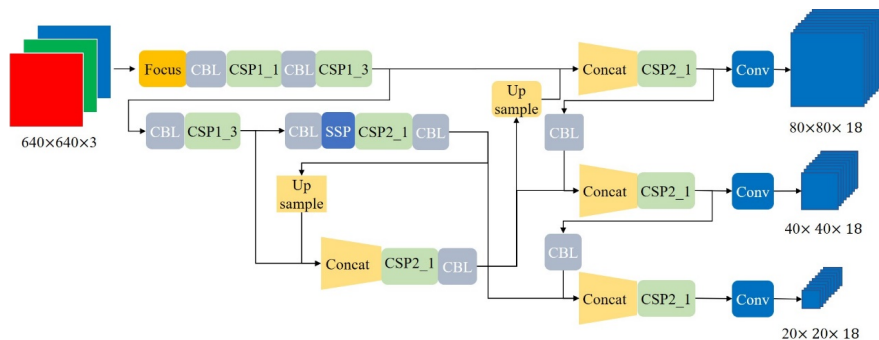 Focus CBL CSP1_1 CBL CSP1_3
Concat CSP2_1 Conv
Up
sample
80×80× 18
640×640×3
CBL CSP1_3
CBL SSP CSP2_1 CBL
CBL
Up
sample
Concat CSP2_1 Conv
40× 40× 18
Concat CSP2_1 CBL
CBL
Concat CSP2_1 Conv
20× 20× 18